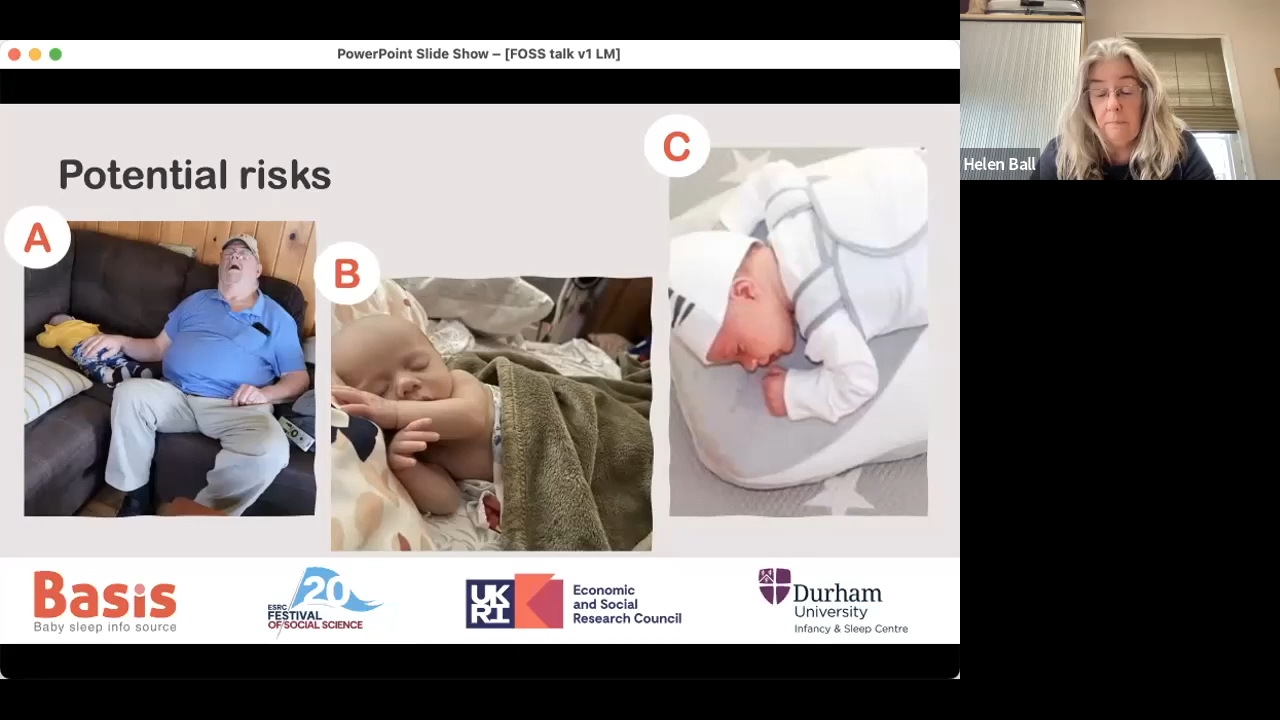 PowerPoint Slide Show – [FOSS talk v1 LM]
Helen Ball
Potential risks
A
B
C
Basis
Baby sleep info source
20
ESRC
FESTIVAL
OF SOCIAL SCIENCE
UK
RI
Economic
and Social
Research Council
Durham
University
Infancy & Sleep Centre